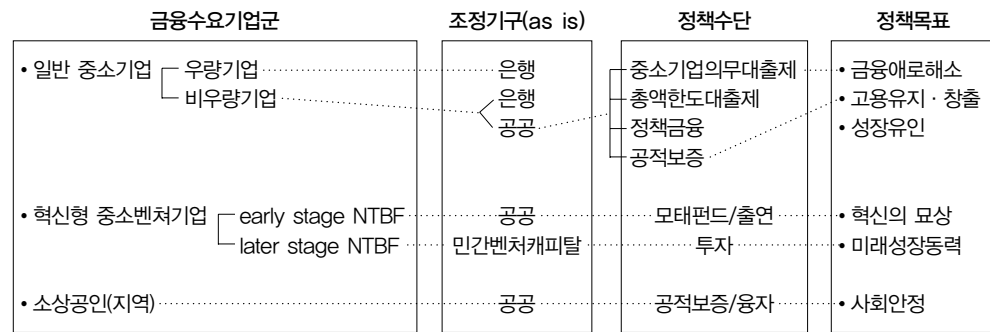 금융수요기업군 조정기구(as is) 정책수단 정책목표
• 일반 중소기업 우량기업 은행 중소기업의무대출제 • 금융애로해소
비우량기업 은행 총액한도대출제 • 고용유지 · 창출
공공 정책금융 • 성장유인
공적보증
• 혁신형 중소벤쳐기업 early stage NTBF 공공 모태펀드/출연 • 혁신의 묘상
later stage NTBF 민간벤처캐피탈 투자 • 미래성장동력
• 소상공인(지역) 공공 공적보증/융자 • 사회안정